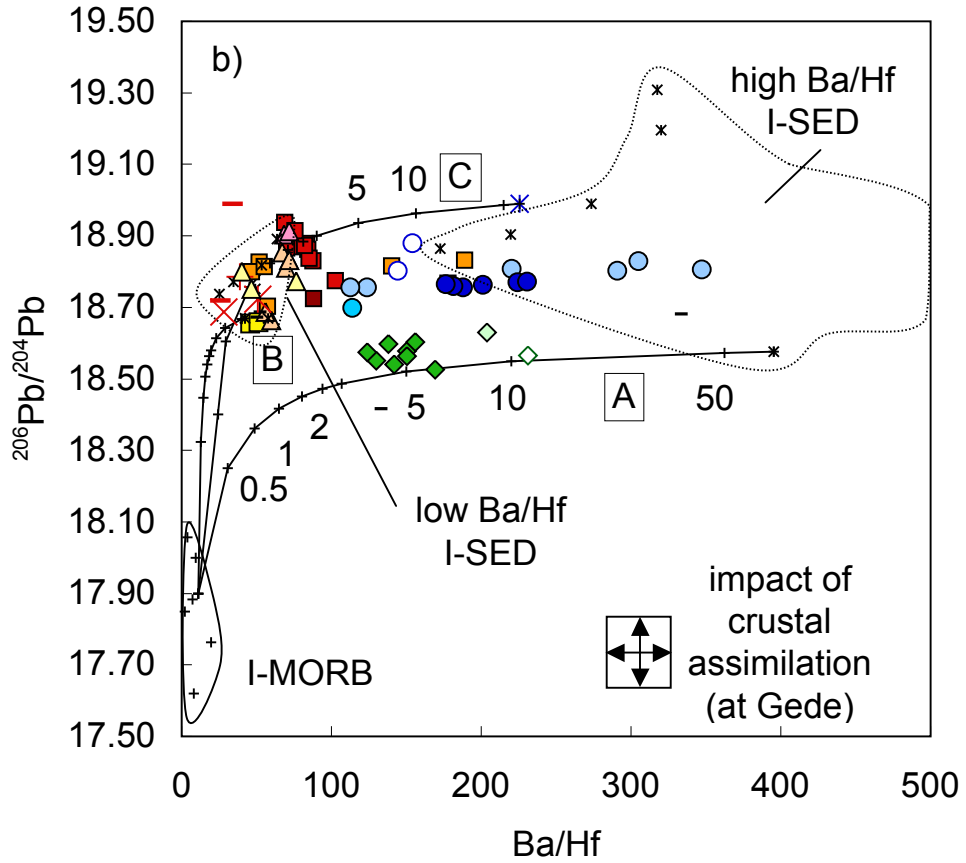 b)
19.50
19.30
19.10
18.90
18.70
18.50
18.30
18.10
17.90
17.70
17.50
²⁰⁶Pb/²⁰⁴Pb
high Ba/Hf
I-SED
5
10
C
B
A
0.5
1
2
5
10
50
low Ba/Hf
I-SED
I-MORB
impact of
crustal
assimilation
(at Gede)
0
100
200
300
400
500
Ba/Hf